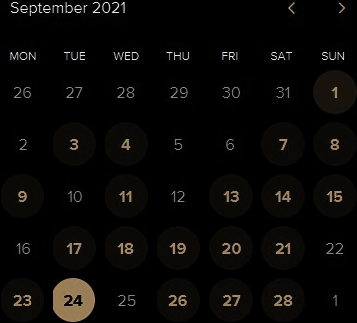 September 2021
MON TUE WED THU FRI SAT SUN
26 27 28 29 30 31 1
2 3 4 5 6 7 8
9 10 11 12 13 14 15
16 17 18 19 20 21 22
23 24 25 26 27 28 1